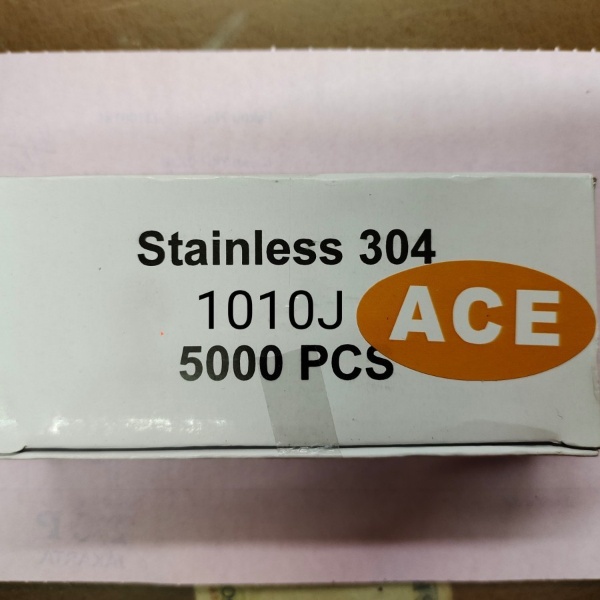 Stainless 304
1010J
5000 PCS
ACE